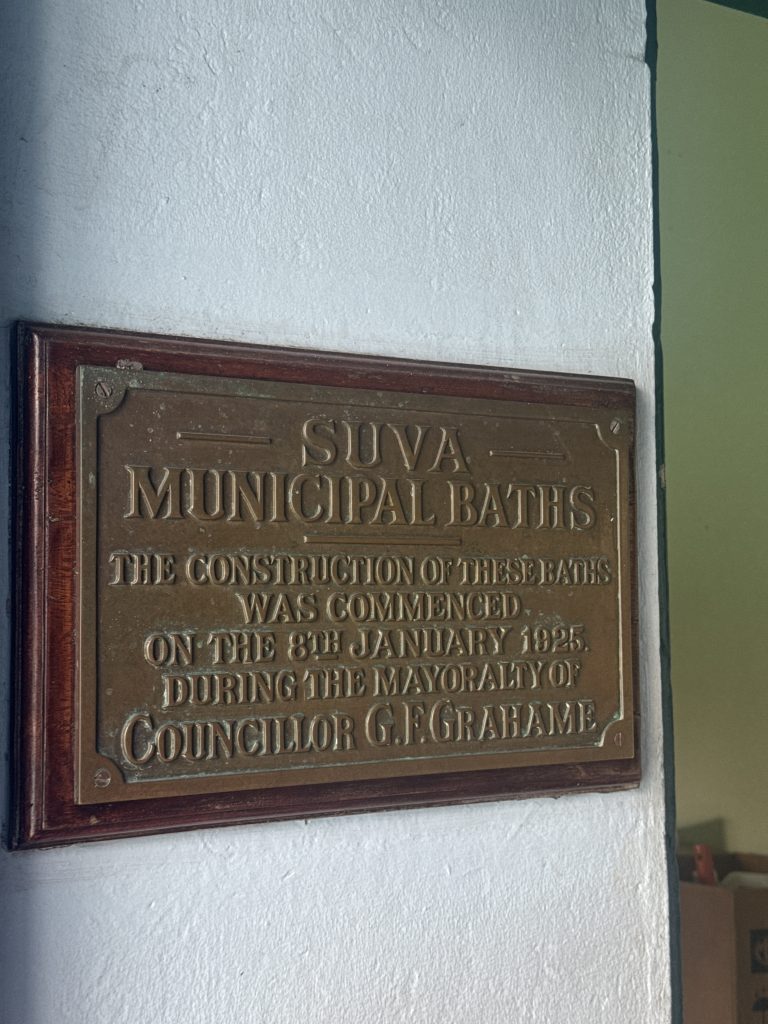 SUVA
MUNICIPAL BATHS
THE CONSTRUCTION OF THESE BATHS
WAS COMMENCED
ON THE 8TH JANUARY 1925.
DURING THE MAYORALTY OF
COUNCILLOR G.F. GRAHAME